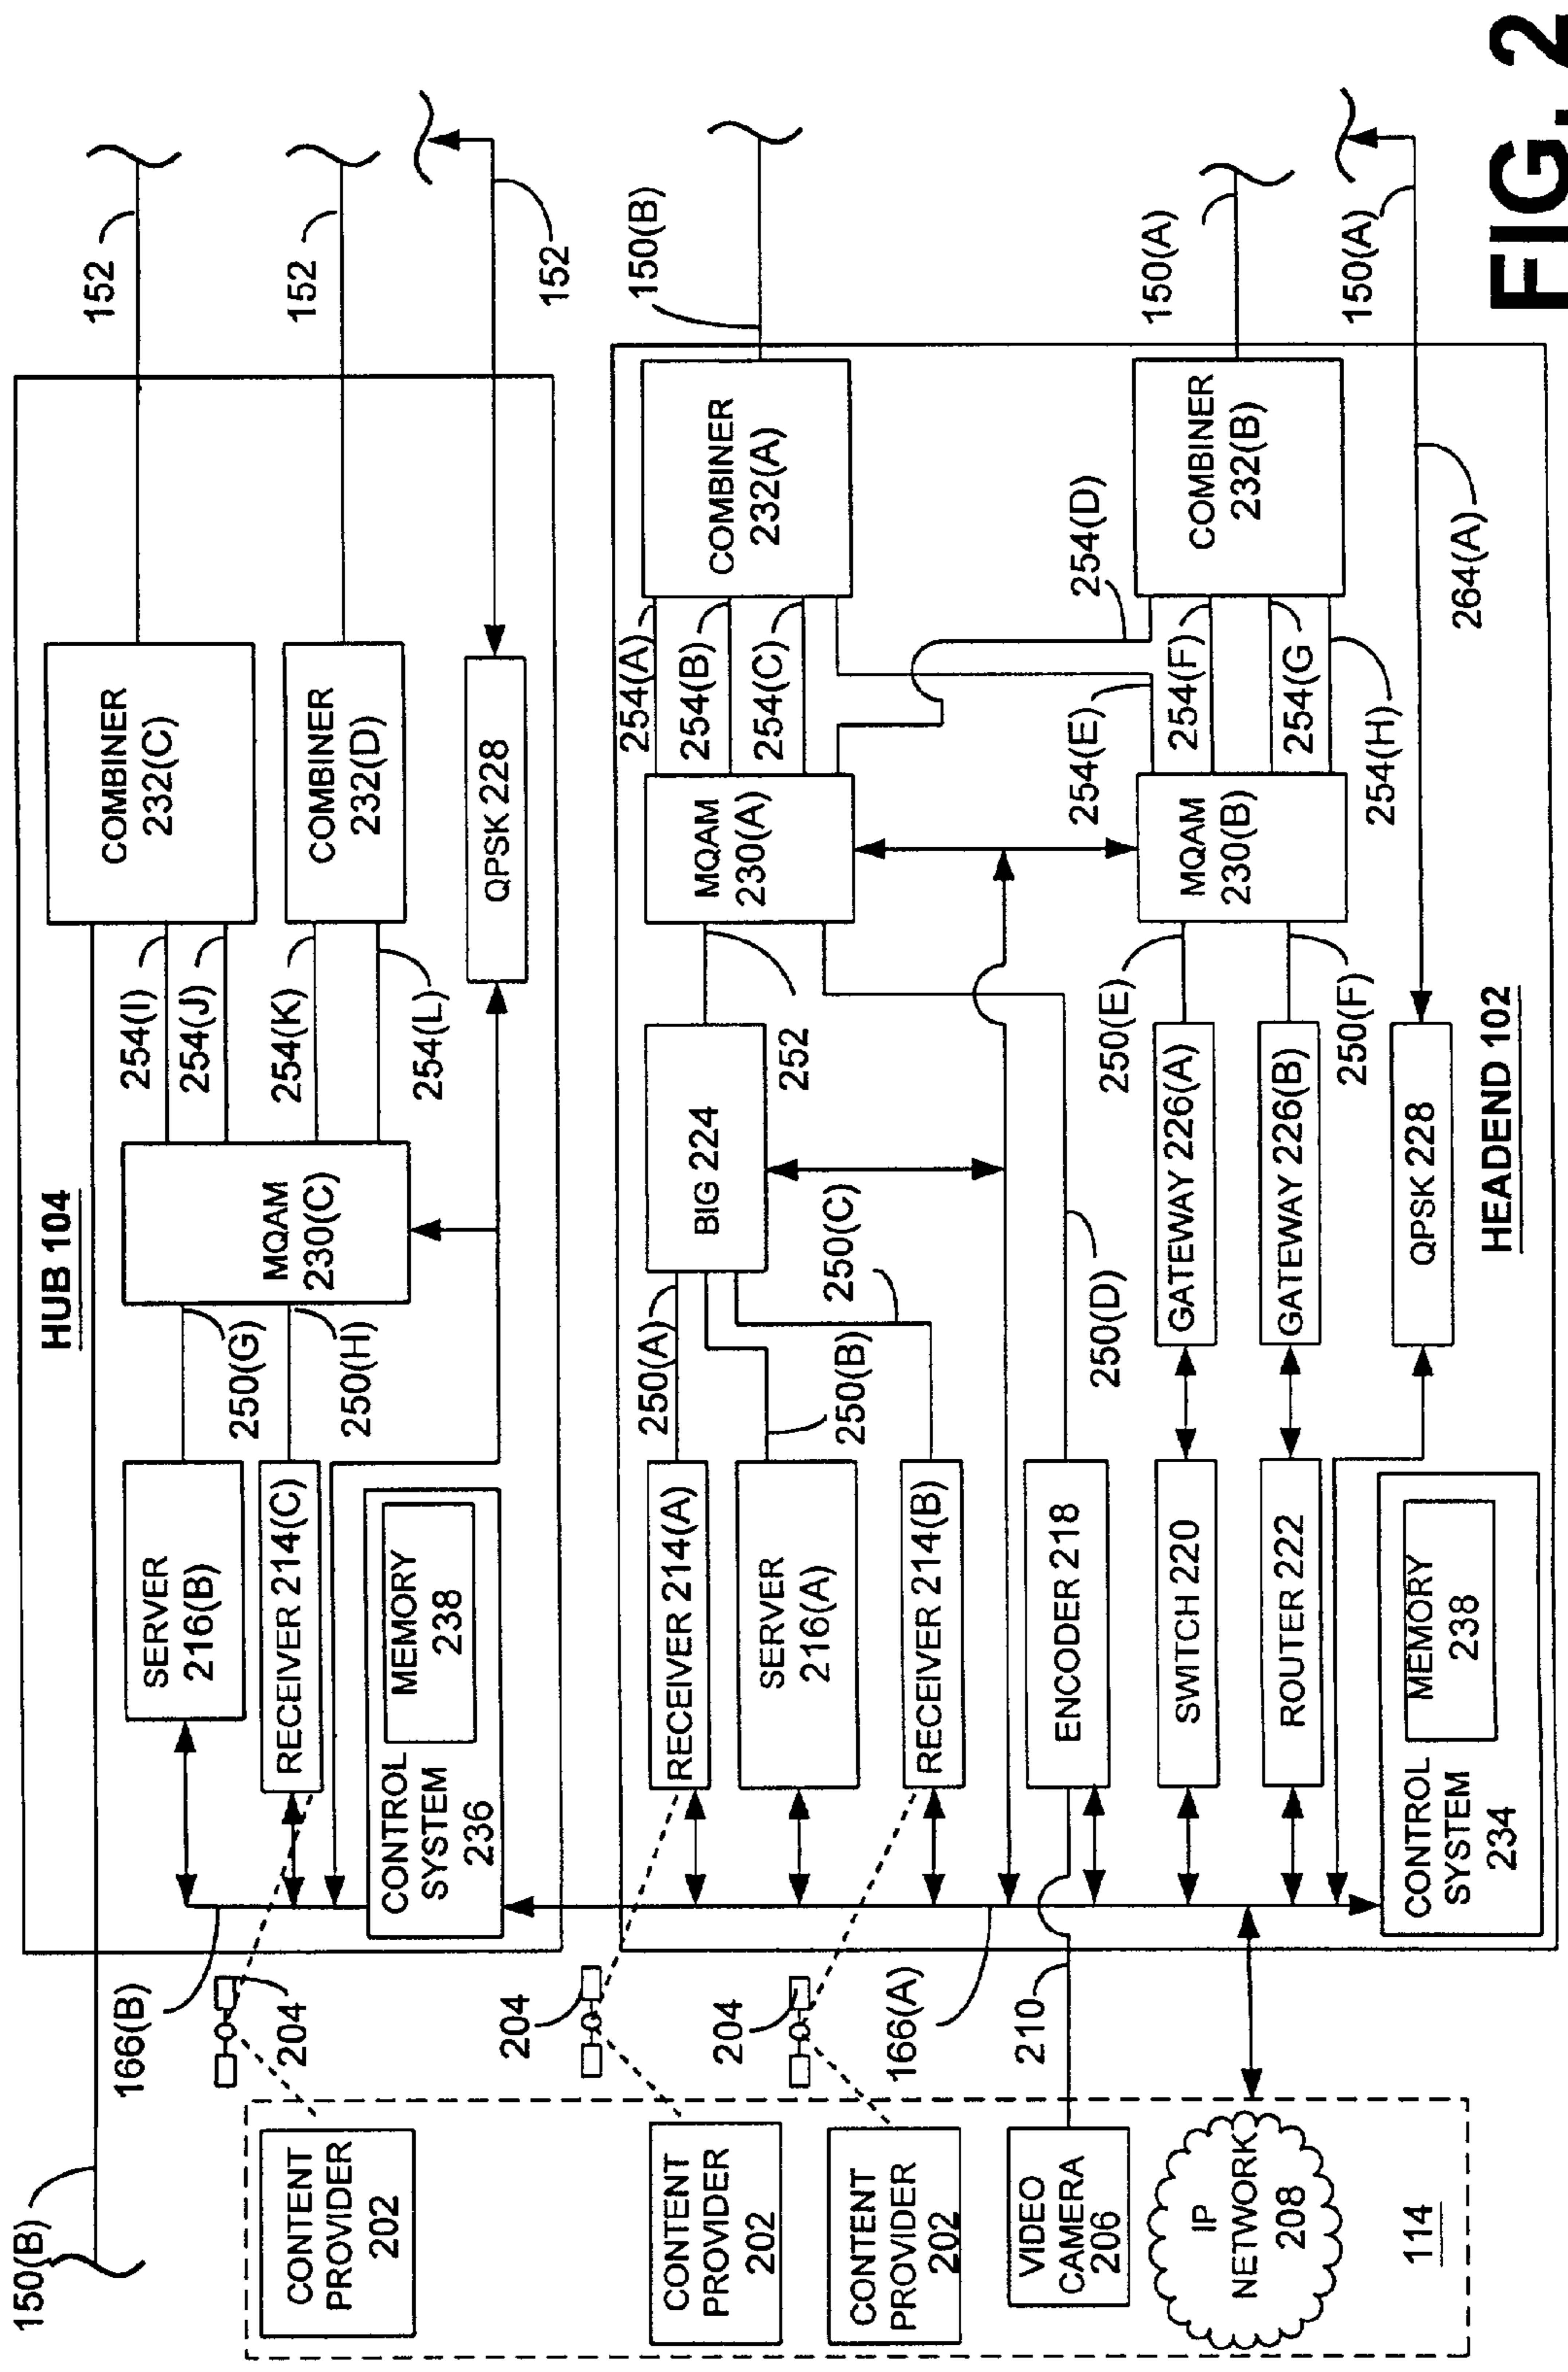 150(B)
166(B)
204
CONTENT
PROVIDER
202
HUB 104
SERVER
216(B)
RECEIVER 214(C)
CONTROL
SYSTEM
236
MEMORY
238
250(G)
250(H)
MQAM
230(C)
254(I)
254(J)
254(K)
254(L)
COMBINER
232(C)
COMBINER
232(D)
QPSK 228
152
152
152
204
CONTENT
PROVIDER
202
204
CONTENT
PROVIDER
202
166(A)
210
VIDEO
CAMERA
206
IP
NETWORK
208
114
RECEIVER 214(A)
SERVER
216(A)
RECEIVER 214(B)
ENCODER 218
SWITCH 220
ROUTER 222
CONTROL
SYSTEM
234
MEMORY
238
250(A)
250(B)
250(C)
250(D)
BIG 224
252
GATEWAY 226(A)
GATEWAY 226(B)
QPSK 228
250(E)
250(F)
HEADEND 102
MQAM
230(A)
MQAM
230(B)
254(A)
254(B)
254(C)
254(D)
254(E)
254(F)
254(G
254(H)
COMBINER
232(A)
COMBINER
232(B)
264(A)
150(B)
150(A)
150(A)
FIG. 2